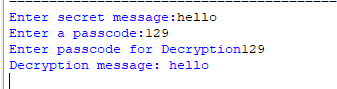 Enter secret message:hello
Enter a passcode:129
Enter passcode for Decryption129
Decryption message: hello